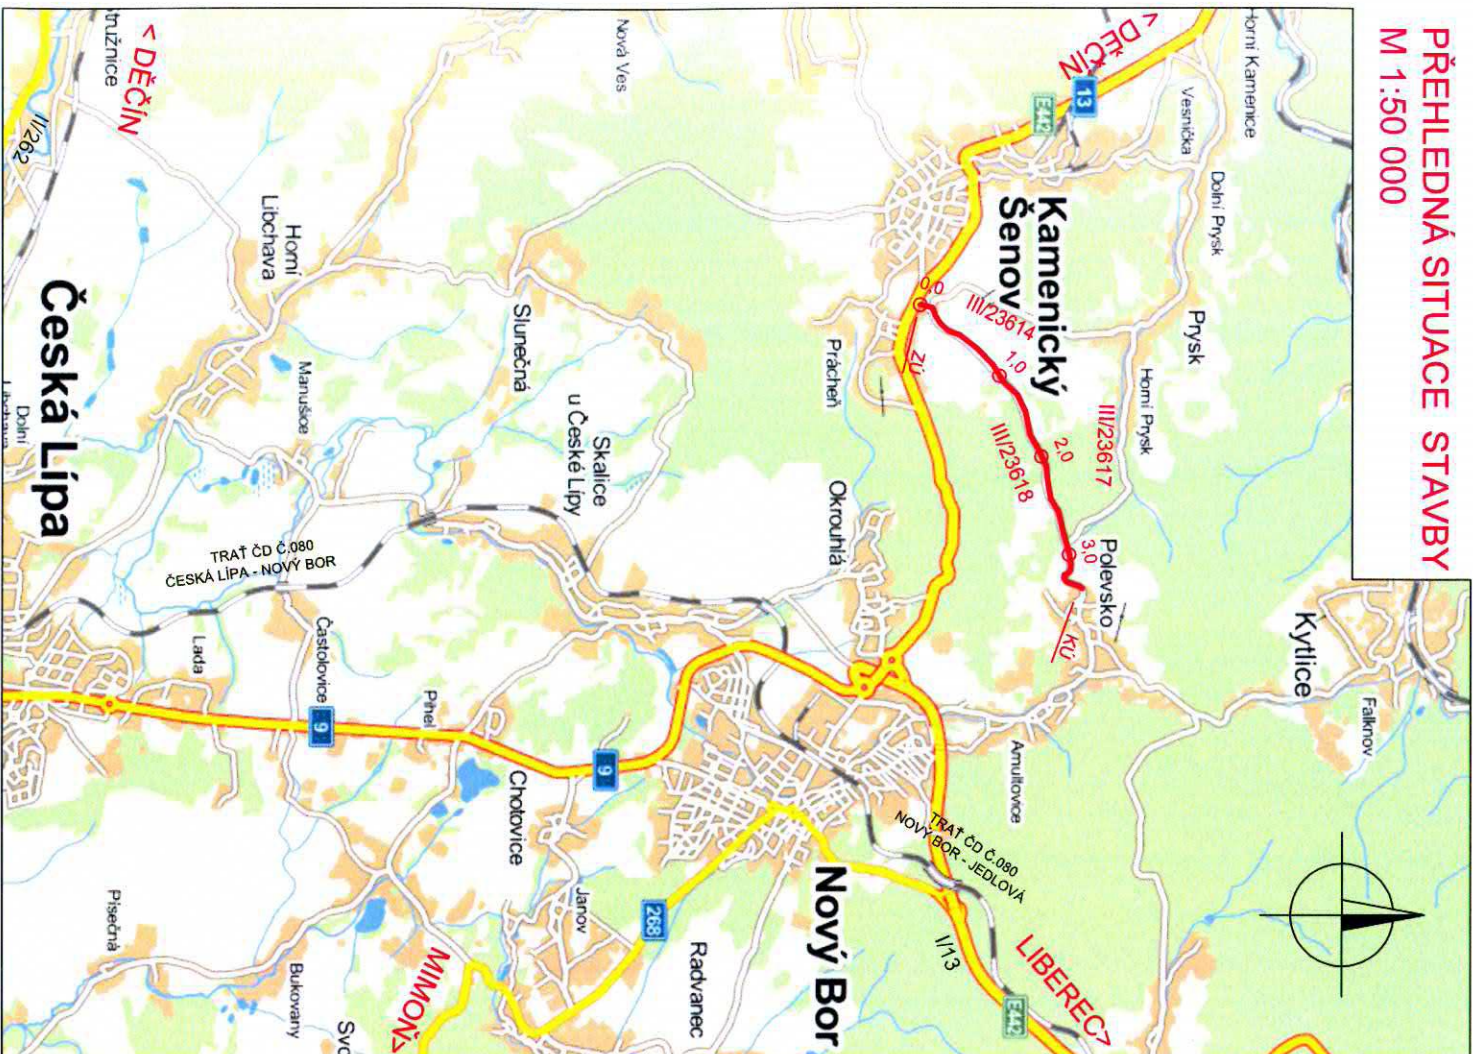 PŘEHLEDNÁ SITUACE STAVBY
M 1:50 000
< DĚČÍN
13
E442
Horní Kamenice
Vesnička
Dolní Prysk
Prysk
Horní Prysk
Kamenický
Šenov
Nová Ves
< DĚČÍN
II/262
0,0
ZÚ
III/23614
1,0
III/23618
2,0
III/23617
3,0
Polevsko
KÚ
Kytlice
Falknov
Prácheň
Okrouhlá
Arnultovice
Horní
Libchava
Slunečná
Skalice
u České Lípy
Manušice
Česká Lípa
Dolní
TRAŤ ČD Č.080
ČESKÁ LÍPA - NOVÝ BOR
Lada
Častolovice
9
Pihel
9
Chotovice
Janov
268
Radvanec
Nový Bor
TRAŤ ČD Č.080
NOVÝ BOR - JEDLOVÁ
I/13
LIBEREC>
E442
Písečná
Bukovany
MIMOŇ>